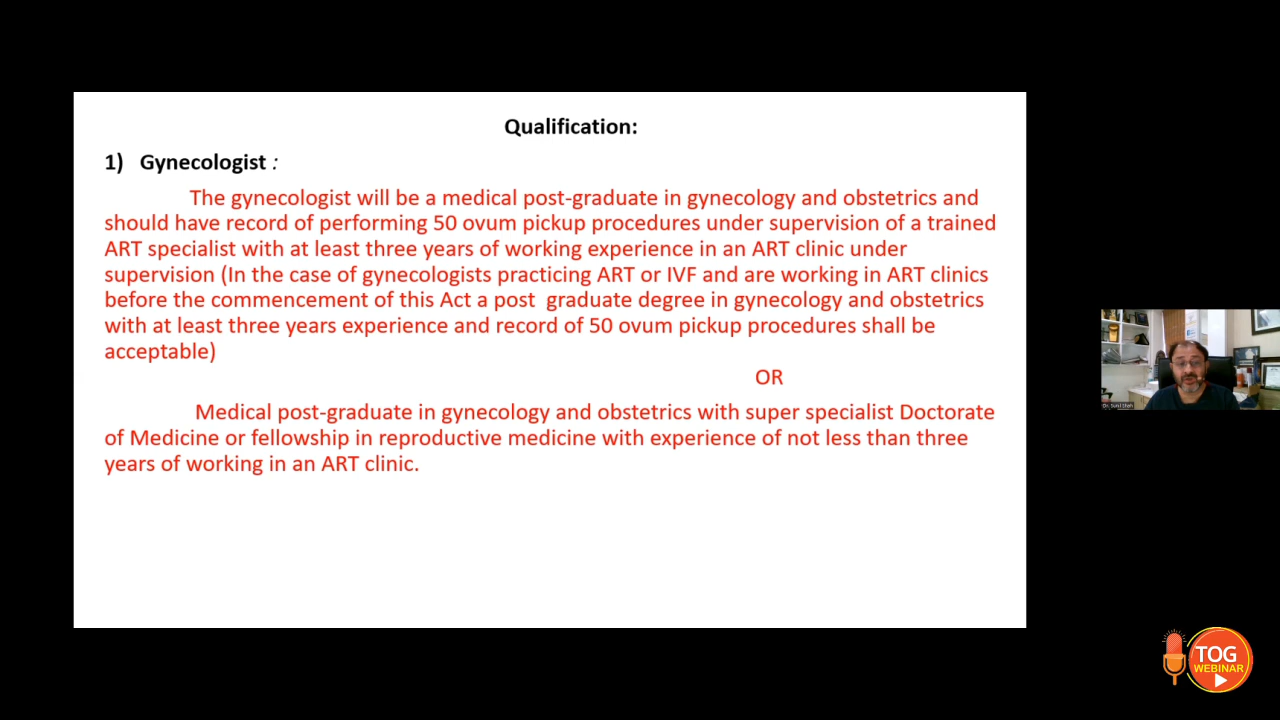 Qualification:
1) Gynecologist :
The gynecologist will be a medical post-graduate in gynecology and obstetrics and
should have record of performing 50 ovum pickup procedures under supervision of a trained
ART specialist with at least three years of working experience in an ART clinic under
supervision (In the case of gynecologists practicing ART or IVF and are working in ART clinics
before the commencement of this Act a post graduate degree in gynecology and obstetrics
with at least three years experience and record of 50 ovum pickup procedures shall be
acceptable)
OR
Medical post-graduate in gynecology and obstetrics with super specialist Doctorate
of Medicine or fellowship in reproductive medicine with experience of not less than three
years of working in an ART clinic.
Dr. Sunil Shah
TOG
WEBINAR